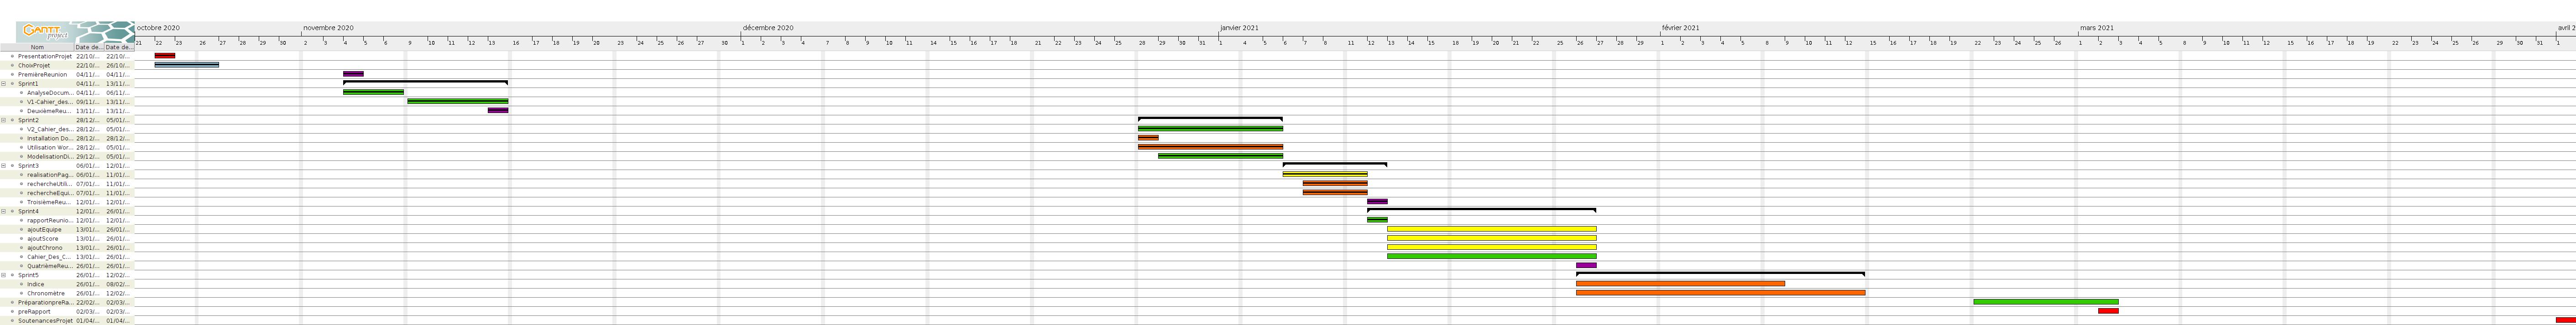 GANTT project
octobre 2020 novembre 2020 décembre 2020 janvier 2021 février 2021 mars 2021 avril 2
21 22 23 26 27 28 29 30 2 3 4 5 6 9 10 11 12 13 16 17 18 19 20 23 24 25 26 27 30 1 2 3 4 7 8 9 10 11 14 15 16 17 18 21 22 23 24 25 28 29 30 31 1 4 5 6 7 8 11 12 13 14 15 18 19 20 21 22 25 26 27 28 29 1 2 3 4 5 8 9 10 11 12 15 16 17 18 19 22 23 24 25 26 1 2 3 4 5 8 9 10 11 12 15 16 17 18 19 22 23 24 25 26 29 30 31 1
Nom Date de... Date de...
PresentationProjet 22/10/... 22/10/...
ChoixProjet 22/10/... 26/10/...
PremièreReunion 04/11/... 04/11/...
Sprint1 04/11/... 13/11/...
AnalyseDocum... 04/11/... 06/11/...
V1-Cahier_des... 09/11/... 13/11/...
DeuxièmeReu... 13/11/... 13/11/...
Sprint2 28/12/... 05/01/...
V2_Cahier_des... 28/12/... 05/01/...
Installation Do... 28/12/... 28/12/...
Utilisation Wor... 28/12/... 05/01/...
ModelisationDi... 29/12/... 05/01/...
Sprint3 06/01/... 12/01/...
realisationPag... 06/01/... 11/01/...
rechercheUtili... 07/01/... 11/01/...
rechercheEqui... 07/01/... 11/01/...
TroisièmeReu... 12/01/... 12/01/...
Sprint4 12/01/... 26/01/...
rapportReunio... 12/01/... 12/01/...
ajoutEquipe 13/01/... 26/01/...
ajoutScore 13/01/... 26/01/...
ajoutChrono 13/01/... 26/01/...
Cahier_Des_C... 13/01/... 26/01/...
QuatrièmeReu... 26/01/... 26/01/...
Sprint5 26/01/... 12/02/...
Indice 26/01/... 08/02/...
Chronomètre 26/01/... 12/02/...
PréparationpreRa... 22/02/... 02/03/...
preRapport 02/03/... 02/03/...
SoutenancesProjet 01/04/... 01/04/...